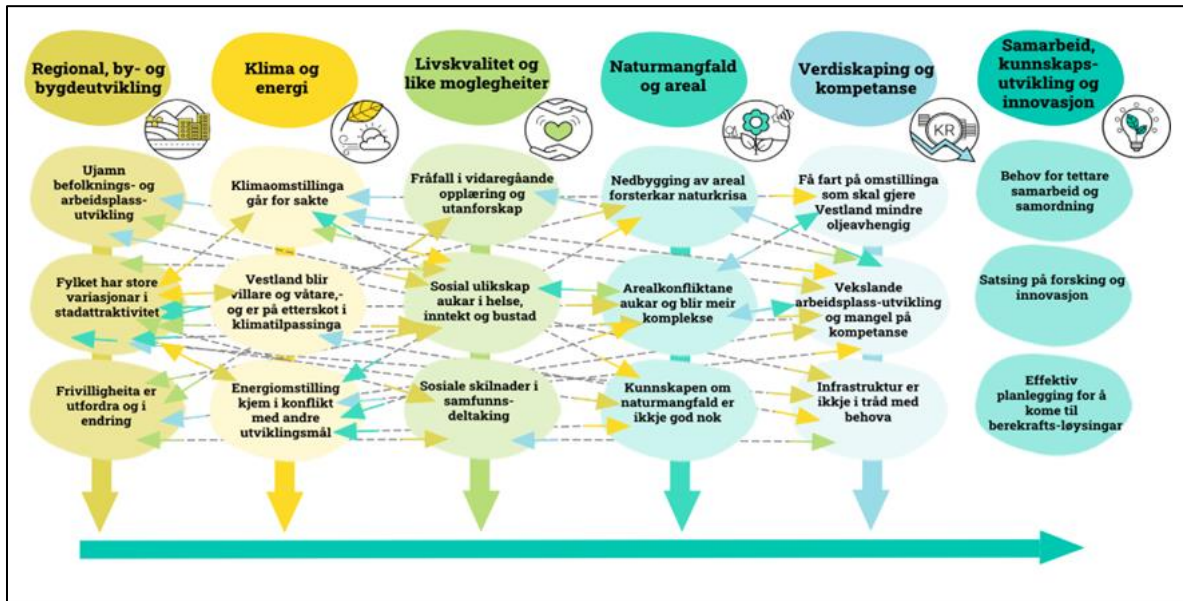 Regional, by- og
bygdeutvikling
Klima og
energi
Livskvalitet og
like moglegheiter
Naturmangfald
og areal
Verdiskaping og
kompetanse
Samarbeid,
kunnskaps-
utvikling og
innovasjon
KR
Ujamn
befolknings- og
arbeidsplass-
utvikling
Klimaomstillinga
går for sakte
Fråfall i vidaregåande
opplæring og
utanforskap
Nedbygging av areal
forsterkar naturkrisa
Få fart på omstillinga
som skal gjere
Vestland mindre
oljeavhengig
Behov for tettare
samarbeid og
samordning
Fylket har store
variasjonar i
stadattraktivitet
Vestland blir
villare og våtare,-
og er på etterskot i
klimatilpassinga
Sosial ulikskap
aukar i helse,
inntekt og bustad
Arealkonfliktane
aukar og blir meir
komplekse
Vekslande
arbeidsplass-utvikling
og mangel på
kompetanse
Satsing på forsking og
innovasjon
Frivilligheita er
utfordra og i
endring
Energiomstilling
kjem i konflikt
med andre
utviklingsmål
Sosiale skilnader i
samfunns-
deltaking
Kunnskapen om
naturmangfald er
ikkje god nok
Infrastruktur er
ikkje i tråd med
behova
Effektiv
planlegging for å
kome til
berekrafts-løysingar